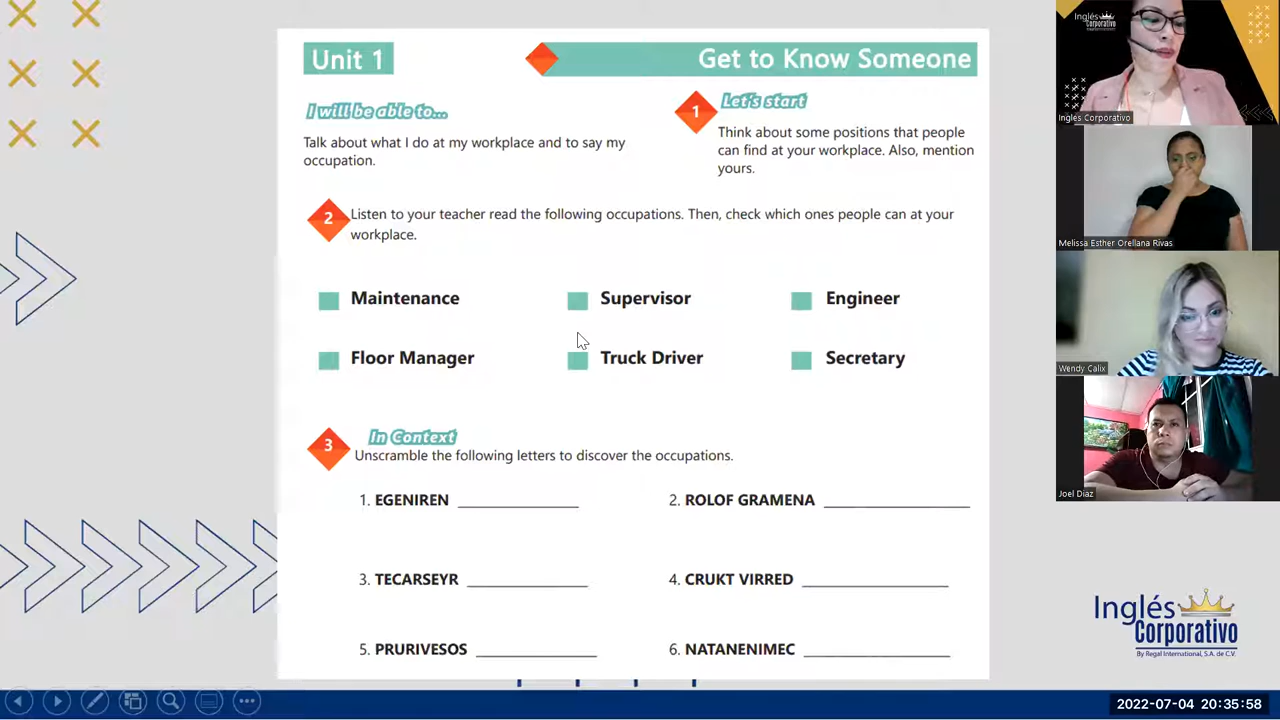 Unit 1
Get to Know Someone
I will be able to...
Talk about what I do at my workplace and to say my
occupation.
1
Let's start
Think about some positions that people
can find at your workplace. Also, mention
yours.
2
Listen to your teacher read the following occupations. Then, check which ones people can at your
workplace.
Maintenance
Supervisor
Engineer
Floor Manager
Truck Driver
Secretary
3
In Context
Unscramble the following letters to discover the occupations.
1. EGENIREN
2. ROLOF GRAMENA
3. TECARSEYR
4. CRUKT VIRRED
5. PRURIVESOS
6. NATANENIMEC
Inglés
Corporativo
Ingles Corporativo
Melissa Esther Orellana Rivas
Wendy Calix
Joel Diaz
Inglés
Corporativo
By Regal International, S.A. de C.V.
2022-07-04 20:35:58